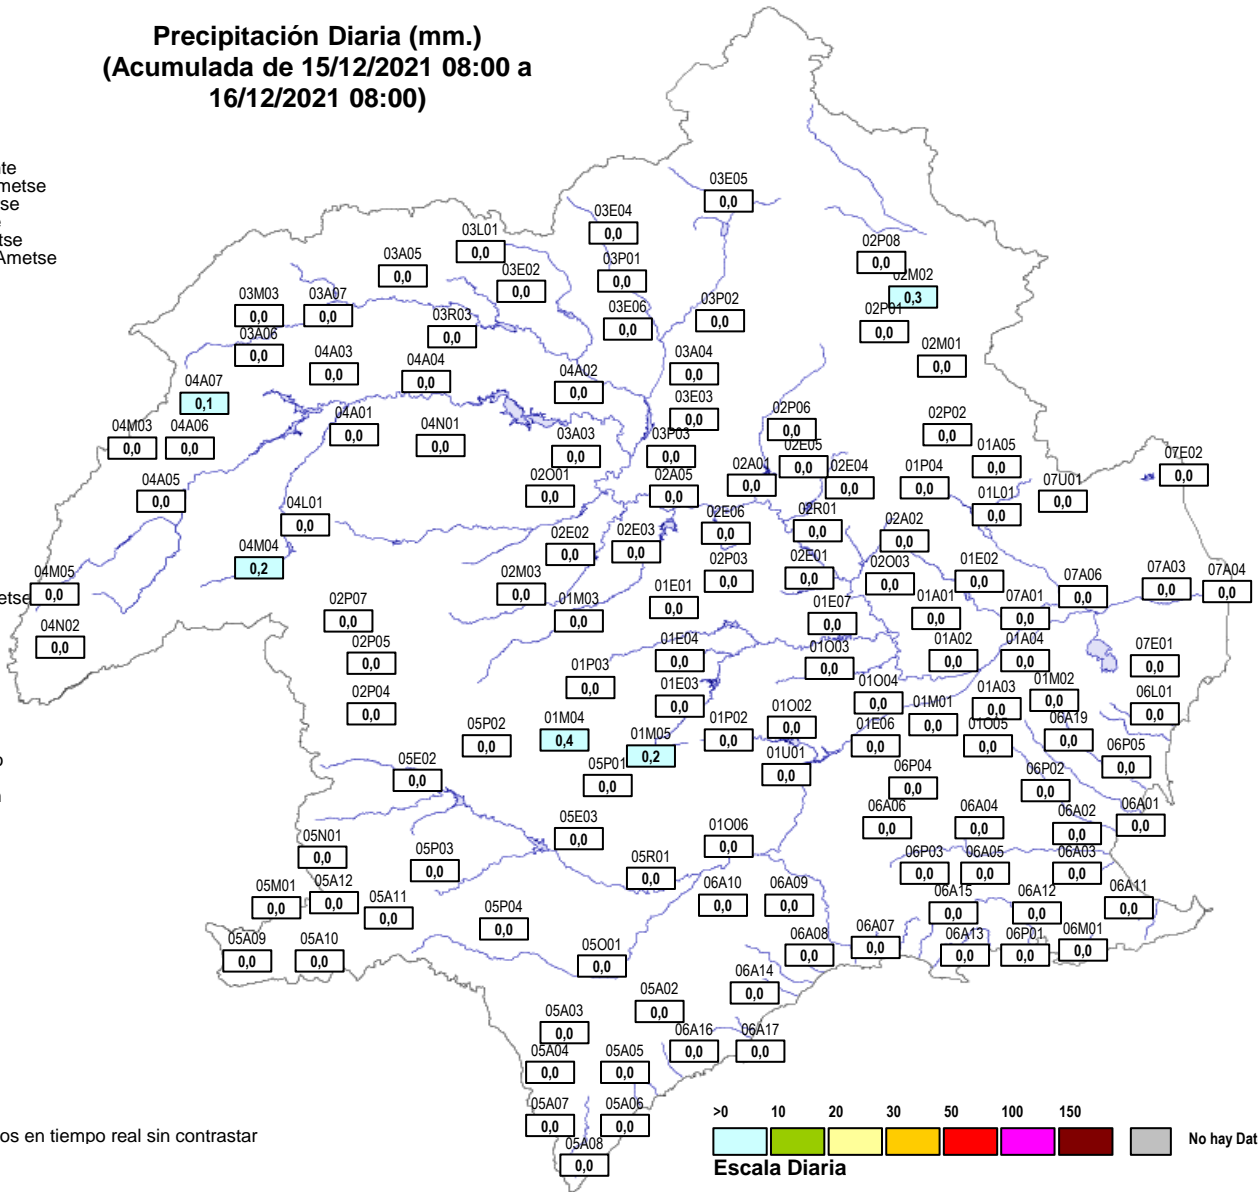 Precipitación Diaria (mm.)
(Acumulada de 15/12/2021 08:00 a
16/12/2021 08:00)
te
metse
se
tse
Ametse
03E05
0,0
03E04
0,0
03L01
0,0
03A05
0,0
03P01
0,0
03E02
0,0
02P08
0,0
02M02
0,3
03M03
0,0
03A07
0,0
03R03
0,0
03E06
0,0
03P02
0,0
02P01
0,0
03A06
0,0
04A03
0,0
04A04
0,0
04A02
0,0
03A04
0,0
02M01
0,0
04A07
0,1
03E03
0,0
04M03
0,0
04A06
0,0
04A01
0,0
04N01
0,0
03A03
0,0
03P03
0,0
02P06
0,0
02P02
0,0
02E05
0,0
01A05
0,0
07E02
0,0
04A05
0,0
02O01
0,0
02A05
0,0
02A01
0,0
02E04
0,0
01P04
0,0
07U01
0,0
01L01
0,0
04L01
0,0
02E06
0,0
02R01
0,0
02A02
0,0
04M04
0,2
02E02
0,0
02E03
0,0
02P03
0,0
02E01
0,0
02O03
0,0
01E02
0,0
04M05
0,0
etse
02M03
0,0
01M03
0,0
01E01
0,0
07A06
0,0
07A03
0,0
07A04
0,0
04N02
0,0
02P07
0,0
01E07
0,0
01A01
0,0
07A01
0,0
02P05
0,0
01E04
0,0
01O03
0,0
01A02
0,0
01A04
0,0
07E01
0,0
01P03
0,0
02P04
0,0
01E03
0,0
01O04
0,0
01A03
0,0
01M02
0,0
06L01
0,0
05P02
0,0
01M04
0,4
01M05
0,2
01P02
0,0
01O02
0,0
01E06
0,0
01M01
0,0
01O05
0,0
06A19
0,0
06P05
0,0
05E02
0,0
05P01
0,0
01U01
0,0
06P04
0,0
06P02
0,0
05E03
0,0
01O06
0,0
06A06
0,0
06A04
0,0
06A02
0,0
06A01
0,0
05N01
0,0
05P03
0,0
05R01
0,0
06P03
0,0
06A05
0,0
06A03
0,0
05M01
0,0
05A12
0,0
05A11
0,0
06A10
0,0
06A09
0,0
06A15
0,0
06A12
0,0
06A11
0,0
05P04
0,0
05A09
0,0
05A10
0,0
05O01
0,0
06A08
0,0
06A07
0,0
06A13
0,0
06P01
0,0
06M01
0,0
06A14
0,0
05A02
0,0
05A03
0,0
06A16
0,0
06A17
0,0
05A04
0,0
05A05
0,0
05A07
0,0
05A06
0,0
05A08
0,0
os en tiempo real sin contrastar
>0 10 20 30 50 100 150
No hay Dat
Escala Diaria